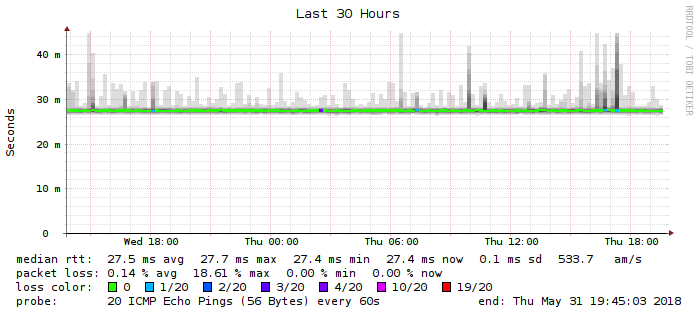 Last 30 Hours
RRDTOOL / TOBI OETIKER
Seconds
40 m
30 m
20 m
10 m
0
Wed 18:00 Thu 00:00 Thu 06:00 Thu 12:00 Thu 18:00
median rtt: 27.5 ms avg 27.7 ms max 27.4 ms min 27.4 ms now 0.1 ms sd 533.7 am/s
packet loss: 0.14 % avg 18.61 % max 0.00 % min 0.00 % now
loss color: 0 1/20 2/20 3/20 4/20 10/20 19/20
probe: 20 ICMP Echo Pings (56 Bytes) every 60s end: Thu May 31 19:45:03 2018